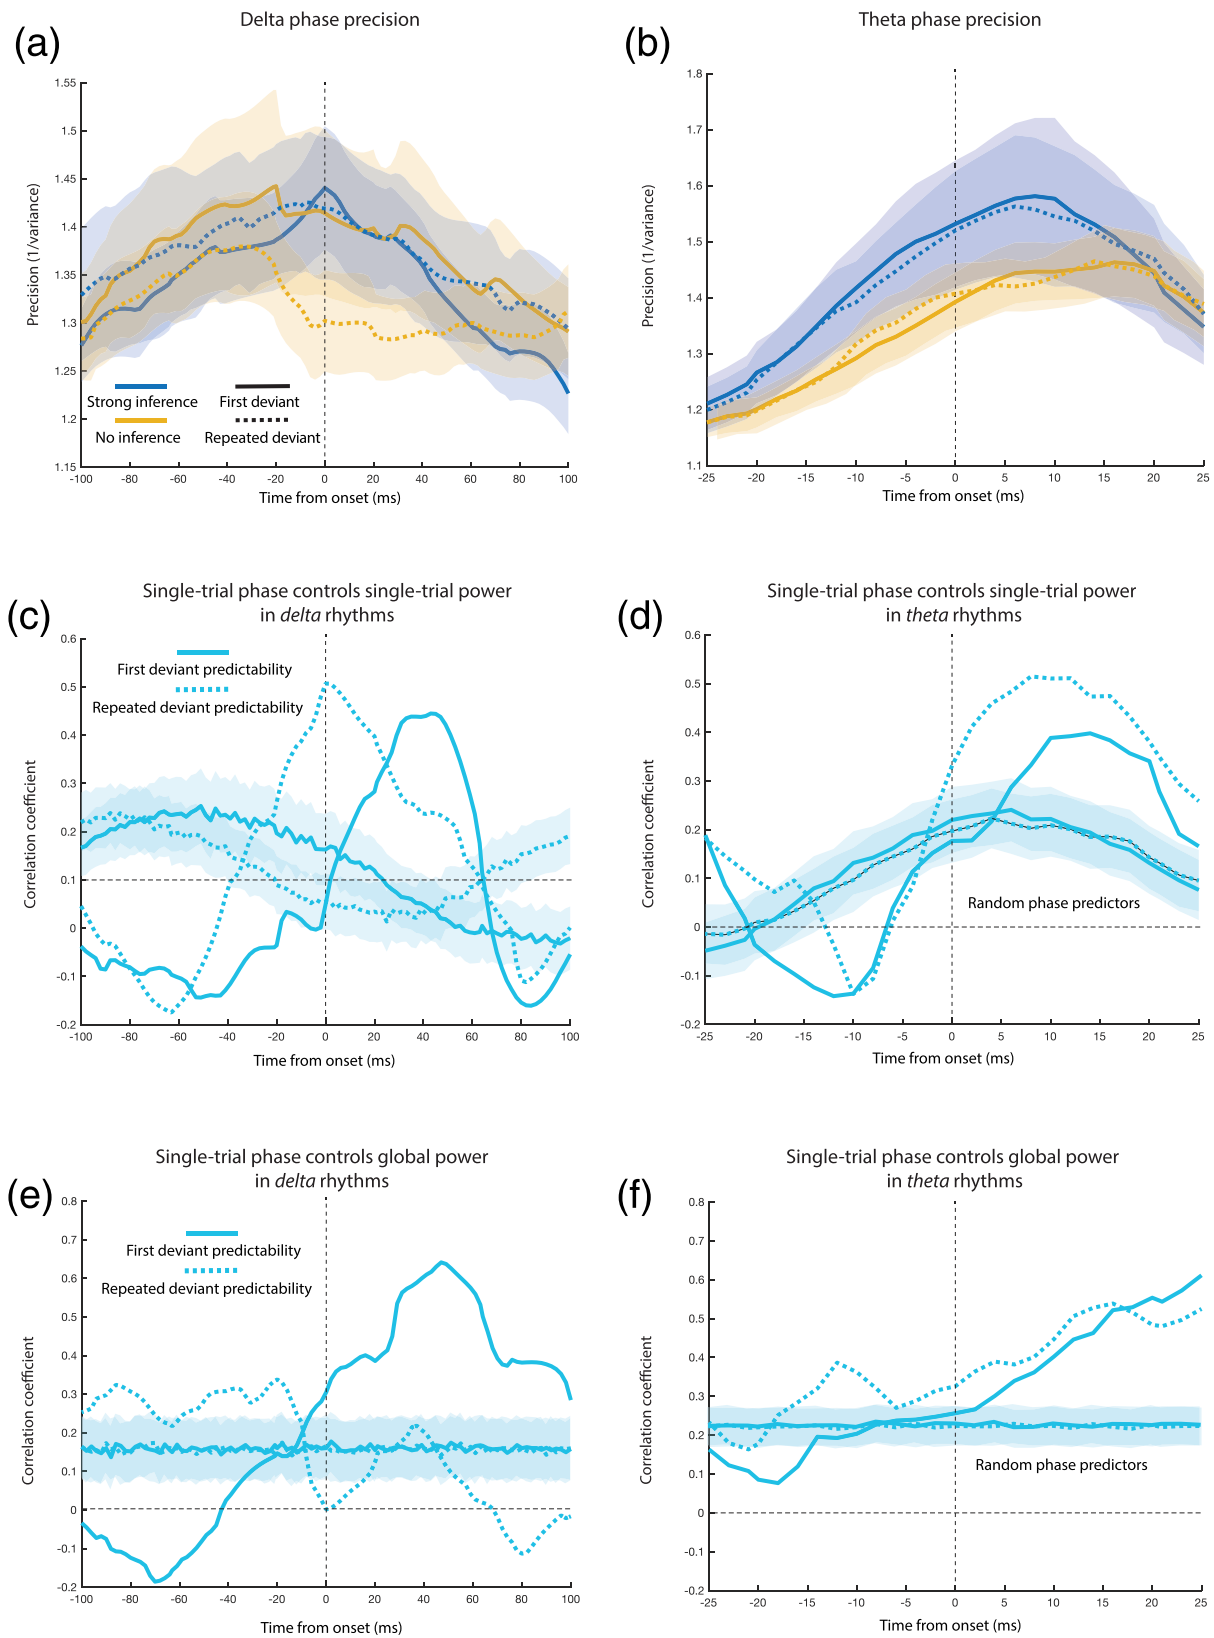 Delta phase precision
(a)
1.55
1.5
1.45
1.4
1.35
1.3
1.25
1.2
1.15
Precision (1/variance)
Strong inference
First deviant
No inference
Repeated deviant
-100 -80 -60 -40 -20 0 20 40 60 80 100
Time from onset (ms)
Theta phase precision
(b)
1.8
1.7
1.6
1.5
1.4
1.3
1.2
1.1
Precision (1/variance)
-25 -20 -15 -10 -5 0 5 10 15 20 25
Time from onset (ms)
Single-trial phase controls single-trial power
in delta rhythms
(c)
0.6
0.5
0.4
0.3
0.2
0.1
0
-0.1
-0.2
Correlation coefficient
First deviant predictability
Repeated deviant predictability
-100 -80 -60 -40 -20 0 20 40 60 80 100
Time from onset (ms)
Single-trial phase controls single-trial power
in theta rhythms
(d)
0.6
0.5
0.4
0.3
0.2
0.1
0
-0.1
-0.2
Correlation coefficient
Random phase predictors
-25 -20 -15 -10 -5 0 5 10 15 20 25
Time from onset (ms)
Single-trial phase controls global power
in delta rhythms
(e)
0.8
0.7
0.6
0.5
0.4
0.3
0.2
0.1
0
-0.1
-0.2
Correlation coefficient
First deviant predictability
Repeated deviant predictability
-100 -80 -60 -40 -20 0 20 40 60 80 100
Time from onset (ms)
Single-trial phase controls global power
in theta rhythms
(f)
0.8
0.7
0.6
0.5
0.4
0.3
0.2
0.1
0
-0.1
-0.2
Correlation coefficient
Random phase predictors
-25 -20 -15 -10 -5 0 5 10 15 20 25
Time from onset (ms)